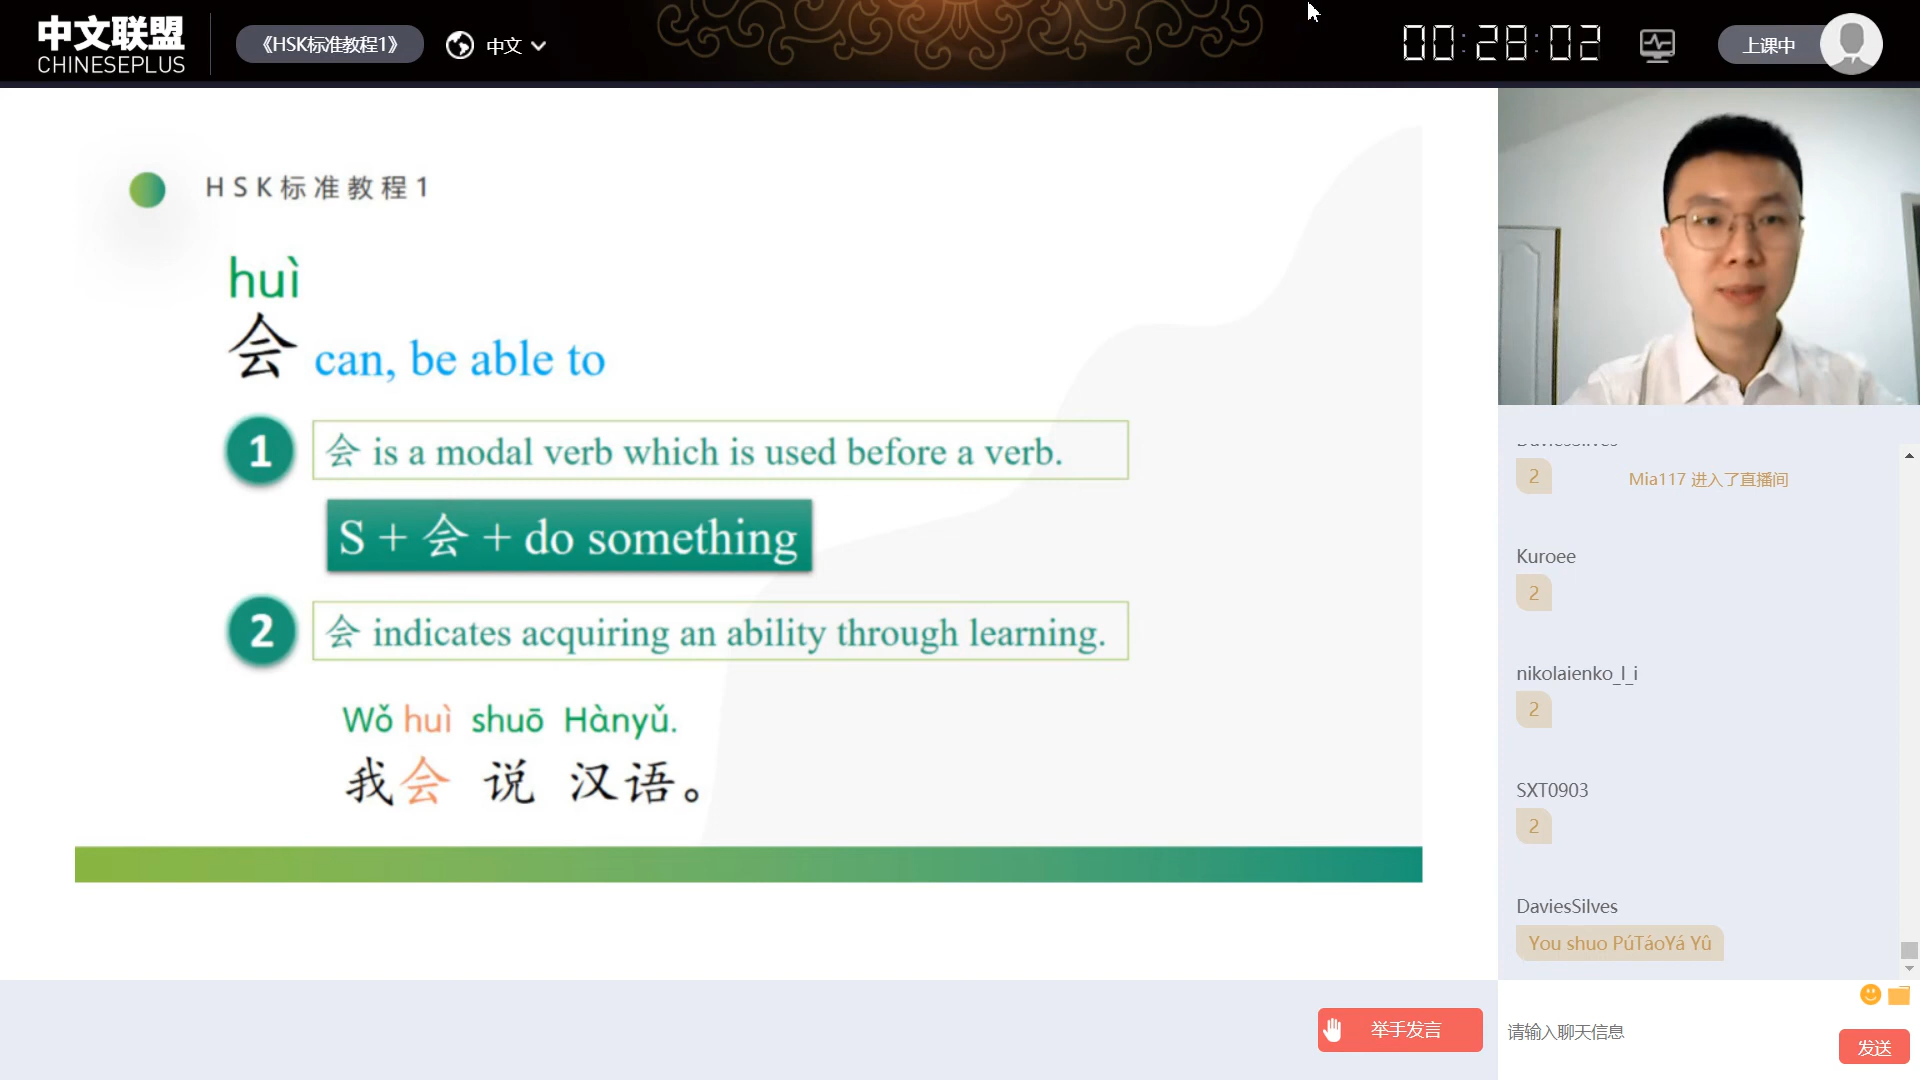 中文联盟
CHINESEPLUS
《HSK标准教程1》
中文
00:28:02
上课中
HSK标准教程1
huì
会 can, be able to
1 会 is a modal verb which is used before a verb.
S + 会 + do something
2 会 indicates acquiring an ability through learning.
Wǒ huì shuō Hànyǔ.
我会 说 汉语。
DaviesSilves
2
Mia117 进入了直播间
Kuroee
2
nikolaienko_l_i
2
SXT0903
2
DaviesSilves
You shuo PúTáoYá Yû
举手发言
请输入聊天信息
发送